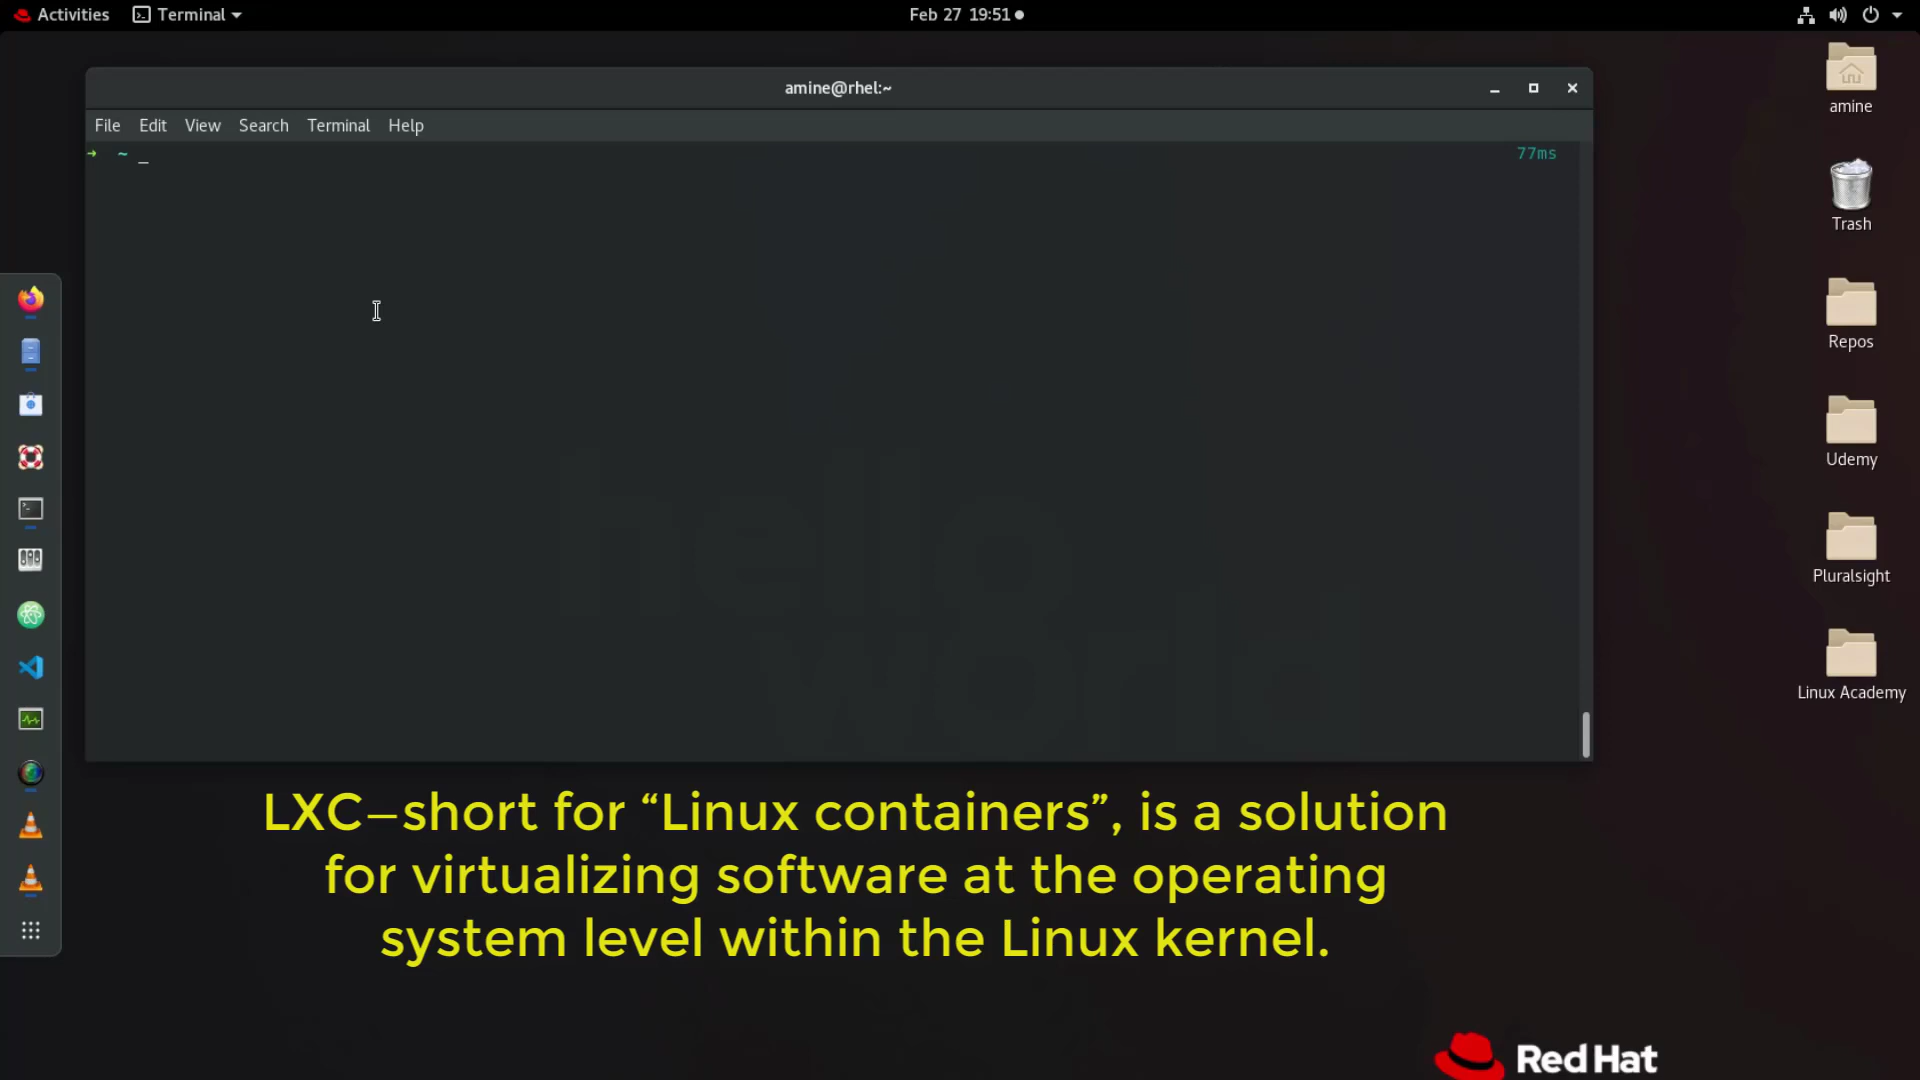 Activities
Terminal
Feb 27 19:51
amine@rhel:~
File Edit View Search Terminal Help
➜ ~ _
77ms
hello
world
amine
Trash
Repos
Udemy
Pluralsight
Linux Academy
LXC—short for “Linux containers”, is a solution
for virtualizing software at the operating
system level within the Linux kernel.
Red Hat